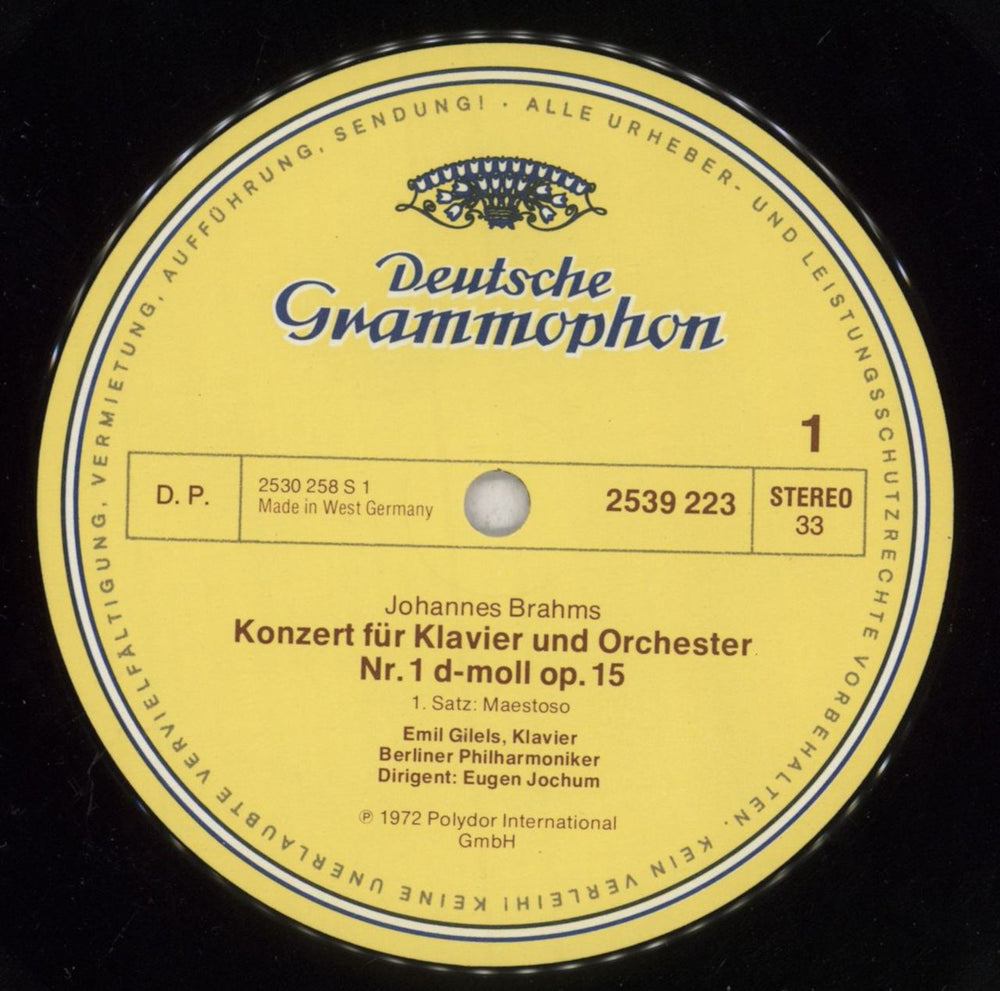 ALLE URHEBER- UND LEISTUNGSSCHUTZRECHTE VORBEHALTEN. KEIN VERLEIH! KEINE UNERLAUBTE VERVIELFÄLTIGUNG, VERMIETUNG, AUFFÜHRUNG, SENDUNG! ·
Deutsche
Grammophon
1
D. P.
2530 258 S 1
Made in West Germany
2539 223
STEREO
33
Johannes Brahms
Konzert für Klavier und Orchester
Nr. 1 d-moll op. 15
1. Satz: Maestoso
Emil Gilels, Klavier
Berliner Philharmoniker
Dirigent: Eugen Jochum
℗ 1972 Polydor International
GmbH